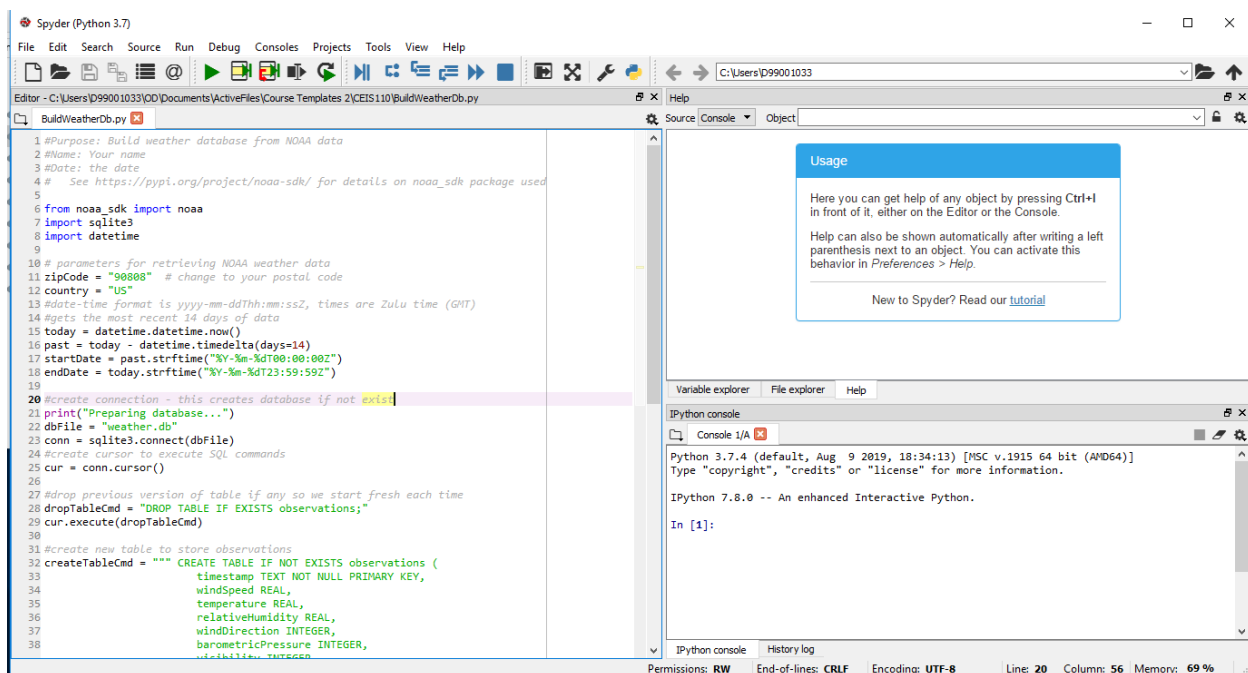 Spyder (Python 3.7)
File Edit Search Source Run Debug Consoles Projects Tools View Help
C:\Users\D99001033
Editor - C:\Users\D99001033\OD\Documents\ActiveFiles\Course Templates 2\CEIS110\BuildWeatherDb.py
BuildWeatherDb.py
1 #Purpose: Build weather database from NOAA data
2 #Name: Your name
3 #Date: the date
4 #   See https://pypi.org/project/noaa-sdk/ for details on noaa_sdk package used
5
6 from noaa_sdk import noaa
7 import sqlite3
8 import datetime
9
10 # parameters for retrieving NOAA weather data
11 zipCode = "90808"  # change to your postal code
12 country = "US"
13 #date-time format is yyyy-mm-ddThh:mm:ssZ, times are Zulu time (GMT)
14 #gets the most recent 14 days of data
15 today = datetime.datetime.now()
16 past = today - datetime.timedelta(days=14)
17 startDate = past.strftime("%Y-%m-%dT00:00:00Z")
18 endDate = today.strftime("%Y-%m-%dT23:59:59Z")
19
20 #create connection - this creates database if not exist
21 print("Preparing database...")
22 dbFile = "weather.db"
23 conn = sqlite3.connect(dbFile)
24 #create cursor to execute SQL commands
25 cur = conn.cursor()
26
27 #drop previous version of table if any so we start fresh each time
28 dropTableCmd = "DROP TABLE IF EXISTS observations;"
29 cur.execute(dropTableCmd)
30
31 #create new table to store observations
32 createTableCmd = """ CREATE TABLE IF NOT EXISTS observations (
33                        timestamp TEXT NOT NULL PRIMARY KEY,
34                        windSpeed REAL,
35                        temperature REAL,
36                        relativeHumidity REAL,
37                        windDirection INTEGER,
38                        barometricPressure INTEGER,
visibility INTEGER
Help
Source Console Object
Usage
Here you can get help of any object by pressing Ctrl+I
in front of it, either on the Editor or the Console.
Help can also be shown automatically after writing a left
parenthesis next to an object. You can activate this
behavior in Preferences > Help.
New to Spyder? Read our tutorial
Variable explorer File explorer Help
IPython console
Console 1/A
Python 3.7.4 (default, Aug  9 2019, 18:34:13) [MSC v.1915 64 bit (AMD64)]
Type "copyright", "credits" or "license" for more information.
IPython 7.8.0 -- An enhanced Interactive Python.
In [1]:
IPython console History log
Permissions: RW End-of-lines: CRLF Encoding: UTF-8 Line: 20 Column: 56 Memory: 69 %